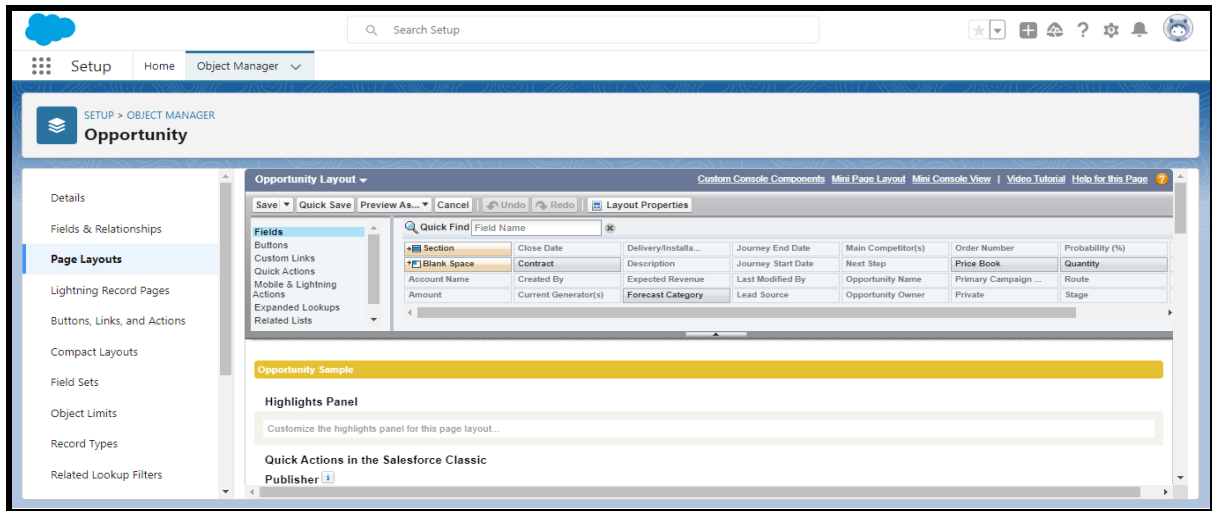 Search Setup
Setup Home Object Manager
SETUP > OBJECT MANAGER
Opportunity
Details
Fields & Relationships
Page Layouts
Lightning Record Pages
Buttons, Links, and Actions
Compact Layouts
Field Sets
Object Limits
Record Types
Related Lookup Filters
Opportunity Layout Custom Console Components Mini Page Layout Mini Console View | Video Tutorial Help for this Page ?
Save Quick Save Preview As... Cancel Undo Redo Layout Properties
Fields
Buttons
Custom Links
Quick Actions
Mobile & Lightning
Actions
Expanded Lookups
Related Lists
Quick Find Field Name
Section Close Date Delivery/Installa... Journey End Date Main Competitor(s) Order Number Probability (%)
Blank Space Contract Description Journey Start Date Next Step Price Book Quantity
Account Name Created By Expected Revenue Last Modified By Opportunity Name Primary Campaign ... Route
Amount Current Generator(s) Forecast Category Lead Source Opportunity Owner Private Stage
Opportunity Sample
Highlights Panel
Customize the highlights panel for this page layout...
Quick Actions in the Salesforce Classic
Publisher i